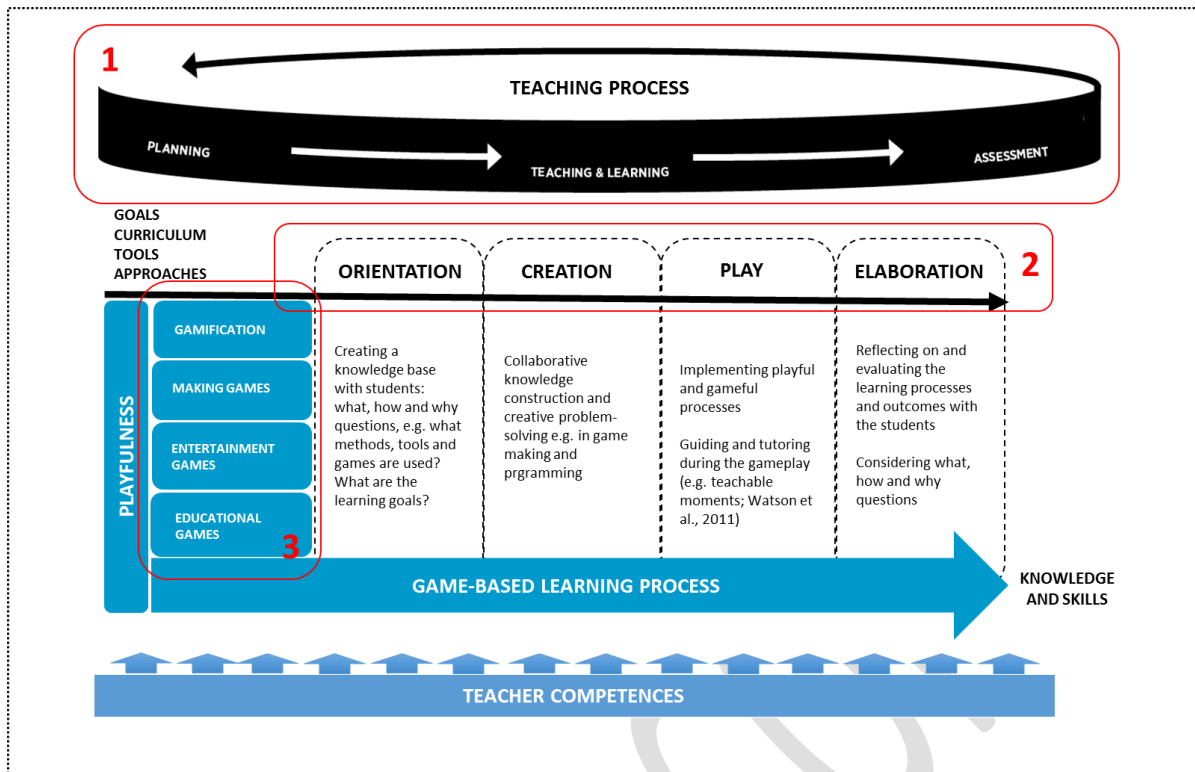 1
TEACHING PROCESS
PLANNING
TEACHING & LEARNING
ASSESSMENT
GOALS
CURRICULUM
TOOLS
APPROACHES
2
ORIENTATION
CREATION
PLAY
ELABORATION
PLAYFULNESS
GAMIFICATION
MAKING GAMES
ENTERTAINMENT
GAMES
EDUCATIONAL
GAMES
3
Creating a
knowledge base
with students:
what, how and why
questions, e.g. what
methods, tools and
games are used?
What are the
learning goals?
Collaborative
knowledge
construction and
creative problem-
solving e.g. in game
making and
prgramming
Implementing playful
and gameful
processes
Guiding and tutoring
during the gameplay
(e.g. teachable
moments; Watson et
al., 2011)
Reflecting on and
evaluating the
learning processes
and outcomes with
the students
Considering what,
how and why
questions
GAME-BASED LEARNING PROCESS
KNOWLEDGE
AND SKILLS
TEACHER COMPETENCES